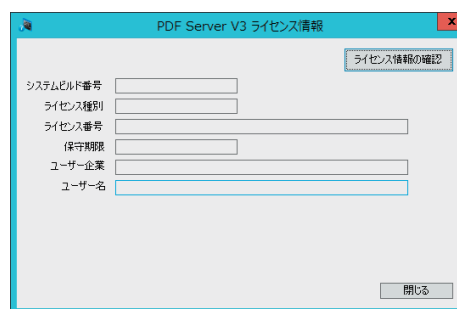 PDF Server V3 ライセンス情報
x
ライセンス情報の確認
システムビルド番号
ライセンス種別
ライセンス番号
保守期限
ユーザー企業
ユーザー名
閉じる